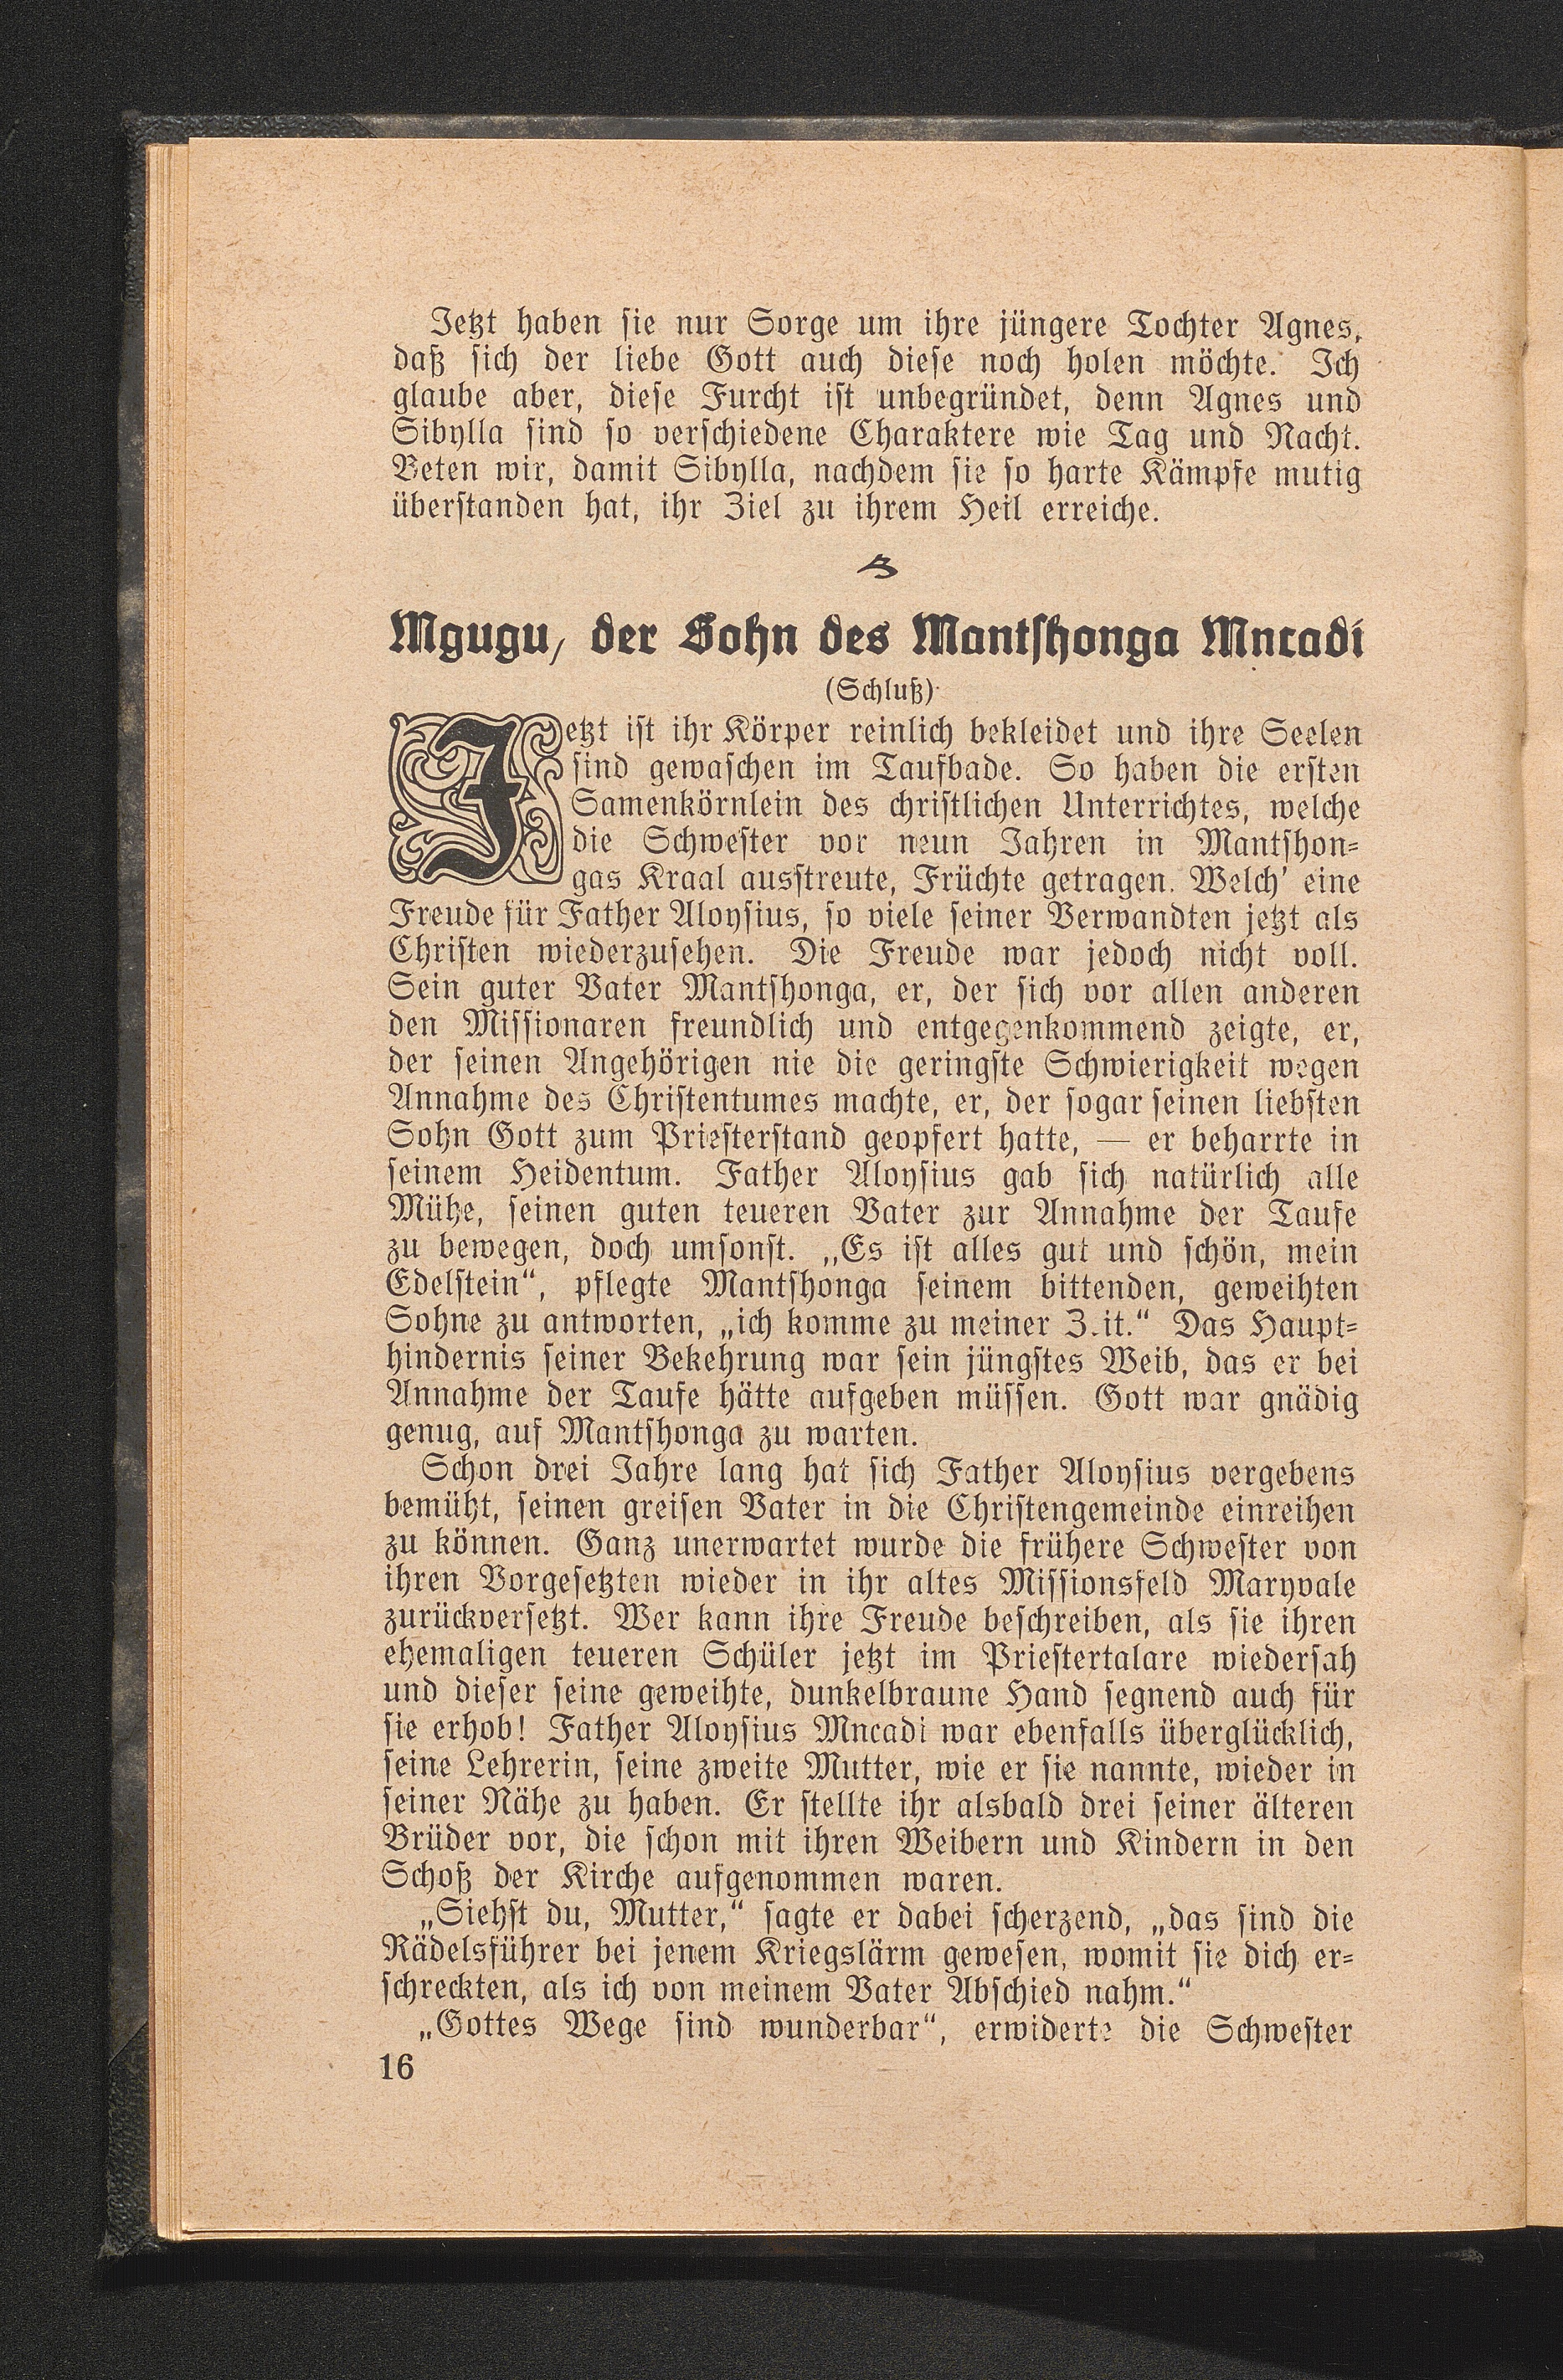 Jetzt haben sie nur Sorge um ihre jüngere Tochter Agnes,
daß sich der liebe Gott auch diese noch holen möchte. Ich
glaube aber, diese Furcht ist unbegründet, denn Agnes und
Sibylla sind so verschiedene Charaktere wie Tag und Nacht.
Beten wir, damit Sibylla, nachdem sie so harte Kämpfe mutig
überstanden hat, ihr Ziel zu ihrem Heil erreiche.
Mgugu, der Sohn des Mantshonga Mncadi
(Schluß)
Jetzt ist ihr Körper reinlich bekleidet und ihre Seelen
sind gewaschen im Taufbade. So haben die ersten
Samenkörnlein des christlichen Unterrichtes, welche
die Schwester vor neun Jahren in Mantshon-
gas Kraal ausstreute, Früchte getragen. Welch' eine
Freude für Father Aloysius, so viele seiner Verwandten jetzt als
Christen wiederzusehen. Die Freude war jedoch nicht voll.
Sein guter Vater Mantshonga, er, der sich vor allen anderen
den Missionaren freundlich und entgegenkommend zeigte, er,
der seinen Angehörigen nie die geringste Schwierigkeit wegen
Annahme des Christentumes machte, er, der sogar seinen liebsten
Sohn Gott zum Priesterstand geopfert hatte, — er beharrte in
seinem Heidentum. Father Aloysius gab sich natürlich alle
Mühe, seinen guten teueren Vater zur Annahme der Taufe
zu bewegen, doch umsonst. „Es ist alles gut und schön, mein
Edelstein“, pflegte Mantshonga seinem bittenden, geweihten
Sohne zu antworten, „ich komme zu meiner Z.it.“ Das Haupt-
hindernis seiner Bekehrung war sein jüngstes Weib, das er bei
Annahme der Taufe hätte aufgeben müssen. Gott war gnädig
genug, auf Mantshonga zu warten.
Schon drei Jahre lang hat sich Father Aloysius vergebens
bemüht, seinen greisen Vater in die Christengemeinde einreihen
zu können. Ganz unerwartet wurde die frühere Schwester von
ihren Vorgesetzten wieder in ihr altes Missionsfeld Maryvale
zurückversetzt. Wer kann ihre Freude beschreiben, als sie ihren
ehemaligen teueren Schüler jetzt im Priestertalare wiedersah
und dieser seine geweihte, dunkelbraune Hand segnend auch für
sie erhob! Father Aloysius Mncadi war ebenfalls überglücklich,
seine Lehrerin, seine zweite Mutter, wie er sie nannte, wieder in
seiner Nähe zu haben. Er stellte ihr alsbald drei seiner älteren
Brüder vor, die schon mit ihren Weibern und Kindern in den
Schoß der Kirche aufgenommen waren.
„Siehst du, Mutter,“ sagte er dabei scherzend, „das sind die
Rädelsführer bei jenem Kriegslärm gewesen, womit sie dich er-
schreckten, als ich von meinem Vater Abschied nahm.“
„Gottes Wege sind wunderbar“, erwiderte die Schwester
16